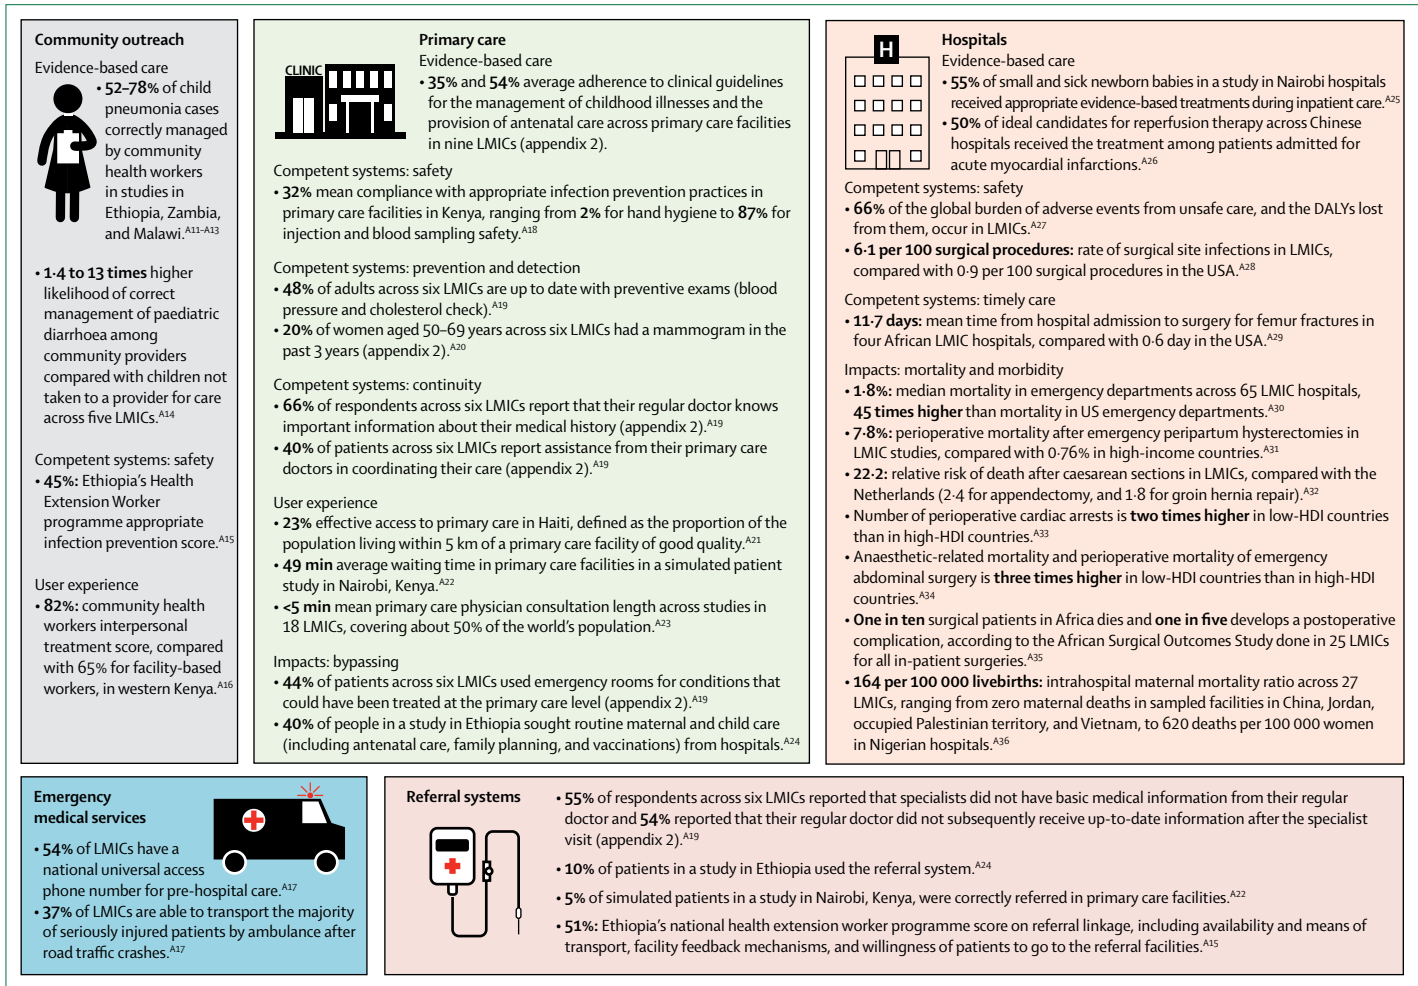 Community outreach
Evidence-based care
• 52–78% of child
pneumonia cases
correctly managed
by community
health workers
in studies in
Ethiopia, Zambia,
and Malawi.A11–A13
• 1·4 to 13 times higher
likelihood of correct
management of paediatric
diarrhoea among
community providers
compared with children not
taken to a provider for care
across five LMICs.A14
Competent systems: safety
• 45%: Ethiopia’s Health
Extension Worker
programme appropriate
infection prevention score.A15
User experience
• 82%: community health
workers interpersonal
treatment score, compared
with 65% for facility-based
workers, in western Kenya.A16
CLINIC
Primary care
Evidence-based care
• 35% and 54% average adherence to clinical guidelines
for the management of childhood illnesses and the
provision of antenatal care across primary care facilities
in nine LMICs (appendix 2).
Competent systems: safety
• 32% mean compliance with appropriate infection prevention practices in
primary care facilities in Kenya, ranging from 2% for hand hygiene to 87% for
injection and blood sampling safety.A18
Competent systems: prevention and detection
• 48% of adults across six LMICs are up to date with preventive exams (blood
pressure and cholesterol check).A19
• 20% of women aged 50–69 years across six LMICs had a mammogram in the
past 3 years (appendix 2).A20
Competent systems: continuity
• 66% of respondents across six LMICs report that their regular doctor knows
important information about their medical history (appendix 2).A19
• 40% of patients across six LMICs report assistance from their primary care
doctors in coordinating their care (appendix 2).A19
User experience
• 23% effective access to primary care in Haiti, defined as the proportion of the
population living within 5 km of a primary care facility of good quality.A21
• 49 min average waiting time in primary care facilities in a simulated patient
study in Nairobi, Kenya.A22
• <5 min mean primary care physician consultation length across studies in
18 LMICs, covering about 50% of the world’s population.A23
Impacts: bypassing
• 44% of patients across six LMICs used emergency rooms for conditions that
could have been treated at the primary care level (appendix 2).A19
• 40% of people in a study in Ethiopia sought routine maternal and child care
(including antenatal care, family planning, and vaccinations) from hospitals.A24
H
Hospitals
Evidence-based care
• 55% of small and sick newborn babies in a study in Nairobi hospitals
received appropriate evidence-based treatments during inpatient care.A25
• 50% of ideal candidates for reperfusion therapy across Chinese
hospitals received the treatment among patients admitted for
acute myocardial infarctions.A26
Competent systems: safety
• 66% of the global burden of adverse events from unsafe care, and the DALYs lost
from them, occur in LMICs.A27
• 6·1 per 100 surgical procedures: rate of surgical site infections in LMICs,
compared with 0·9 per 100 surgical procedures in the USA.A28
Competent systems: timely care
• 11·7 days: mean time from hospital admission to surgery for femur fractures in
four African LMIC hospitals, compared with 0·6 day in the USA.A29
Impacts: mortality and morbidity
• 1·8%: median mortality in emergency departments across 65 LMIC hospitals,
45 times higher than mortality in US emergency departments.A30
• 7·8%: perioperative mortality after emergency peripartum hysterectomies in
LMIC studies, compared with 0·76% in high-income countries.A31
• 22·2: relative risk of death after caesarean sections in LMICs, compared with the
Netherlands (2·4 for appendectomy, and 1·8 for groin hernia repair).A32
• Number of perioperative cardiac arrests is two times higher in low-HDI countries
than in high-HDI countries.A33
• Anaesthetic-related mortality and perioperative mortality of emergency
abdominal surgery is three times higher in low-HDI countries than in high-HDI
countries.A34
• One in ten surgical patients in Africa dies and one in five develops a postoperative
complication, according to the African Surgical Outcomes Study done in 25 LMICs
for all in-patient surgeries.A35
• 164 per 100 000 livebirths: intrahospital maternal mortality ratio across 27
LMICs, ranging from zero maternal deaths in sampled facilities in China, Jordan,
occupied Palestinian territory, and Vietnam, to 620 deaths per 100 000 women
in Nigerian hospitals.A36
Emergency
medical services
• 54% of LMICs have a
national universal access
phone number for pre-hospital care.A17
• 37% of LMICs are able to transport the majority
of seriously injured patients by ambulance after
road traffic crashes.A17
Referral systems
• 55% of respondents across six LMICs reported that specialists did not have basic medical information from their regular
doctor and 54% reported that their regular doctor did not subsequently receive up-to-date information after the specialist
visit (appendix 2).A19
• 10% of patients in a study in Ethiopia used the referral system.A24
• 5% of simulated patients in a study in Nairobi, Kenya, were correctly referred in primary care facilities.A22
• 51%: Ethiopia’s national health extension worker programme score on referral linkage, including availability and means of
transport, facility feedback mechanisms, and willingness of patients to go to the referral facilities.A15